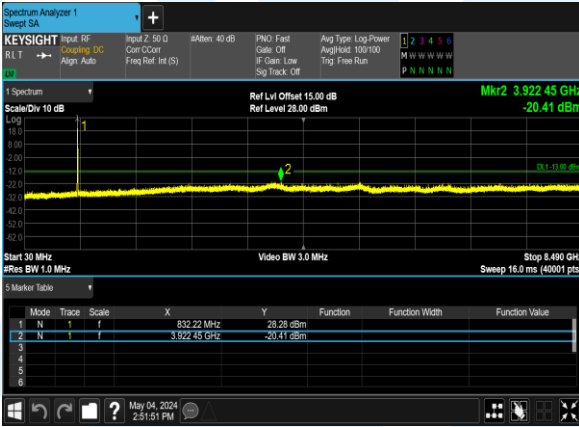 Spectrum Analyzer 1
Swept SA
+
KEYSIGHT Input: RF Input Z: 50 Ω #Atten: 40 dB PNO: Fast Avg Type: Log-Power 1 2 3 4 5 6
RLT Coupling: DC Corr CCorr Gate: Off Avg|Hold: 100/100 M W W W W W
Align: Auto Freq Ref: Int (S) IF Gain: Low Trig: Free Run P N N N N N
Sig Track: Off
1 Spectrum Ref Lvl Offset 15.00 dB Mkr2 3.922 45 GHz
Scale/Div 10 dB Ref Level 28.00 dBm -20.41 dBm
Log
18.0 1
8.00
-2.00
-12.0 2 DL1 -13.00 dBm
-22.0
-32.0
-42.0
-52.0
-62.0
Start 30 MHz Video BW 3.0 MHz Stop 8.490 GHz
#Res BW 1.0 MHz Sweep 16.0 ms (40001 pts
5 Marker Table
Mode Trace Scale X Y Function Function Width Function Value
1 N 1 f 832.22 MHz 28.28 dBm
2 N 1 f 3.922 45 GHz -20.41 dBm
3
4
5
6
? May 04, 2024
2:51:51 PM